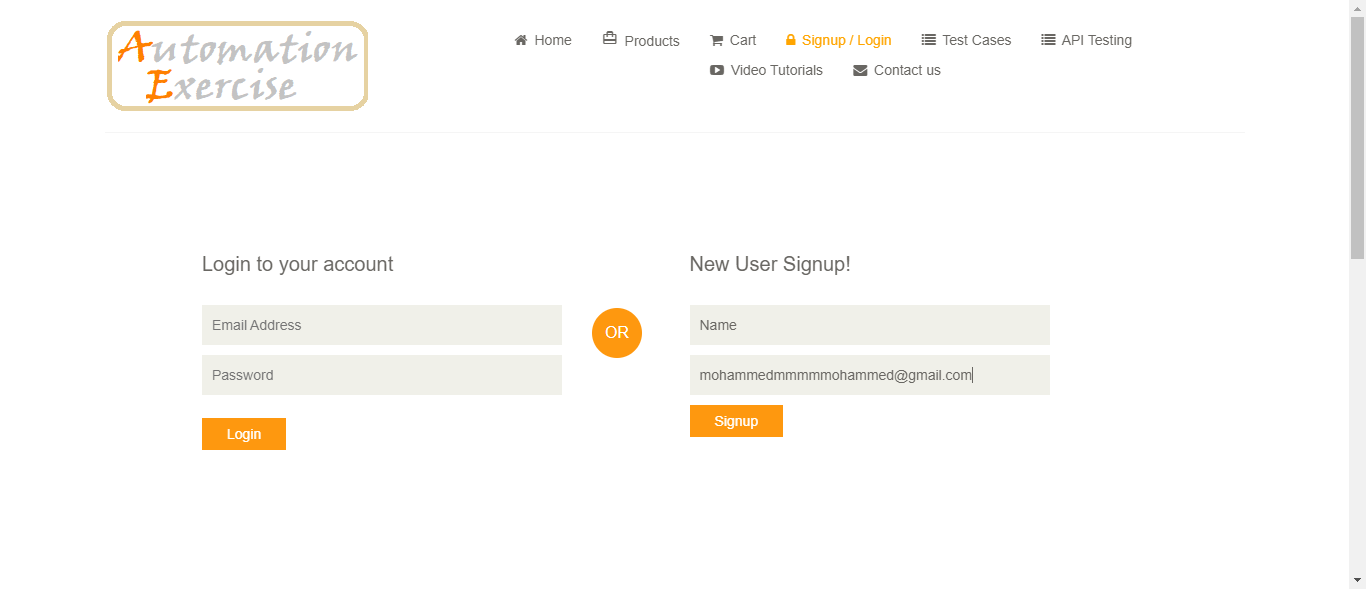 Automation
Exercise
Home Products Cart Signup / Login Test Cases API Testing
Video Tutorials Contact us
Login to your account
Email Address
Password
Login
OR
New User Signup!
Name
mohammedmmmmmohammed@gmail.com
Signup